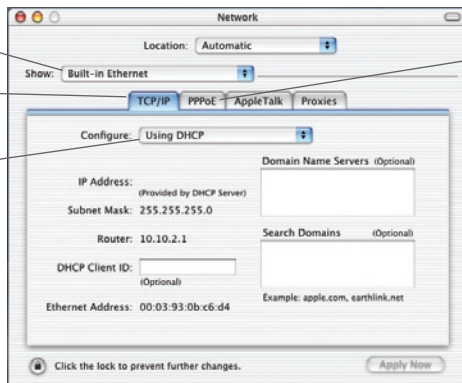 Network
Location: Automatic
Show: Built-in Ethernet
TCP/IP PPPoE AppleTalk Proxies
Configure: Using DHCP
Domain Name Servers (Optional)
IP Address:
(Provided by DHCP Server)
Subnet Mask: 255.255.255.0
Router: 10.10.2.1
Search Domains (Optional)
DHCP Client ID:
(Optional)
Ethernet Address: 00:03:93:0b:c6:d4
Example: apple.com, earthlink.net
Click the lock to prevent further changes.
Apply Now